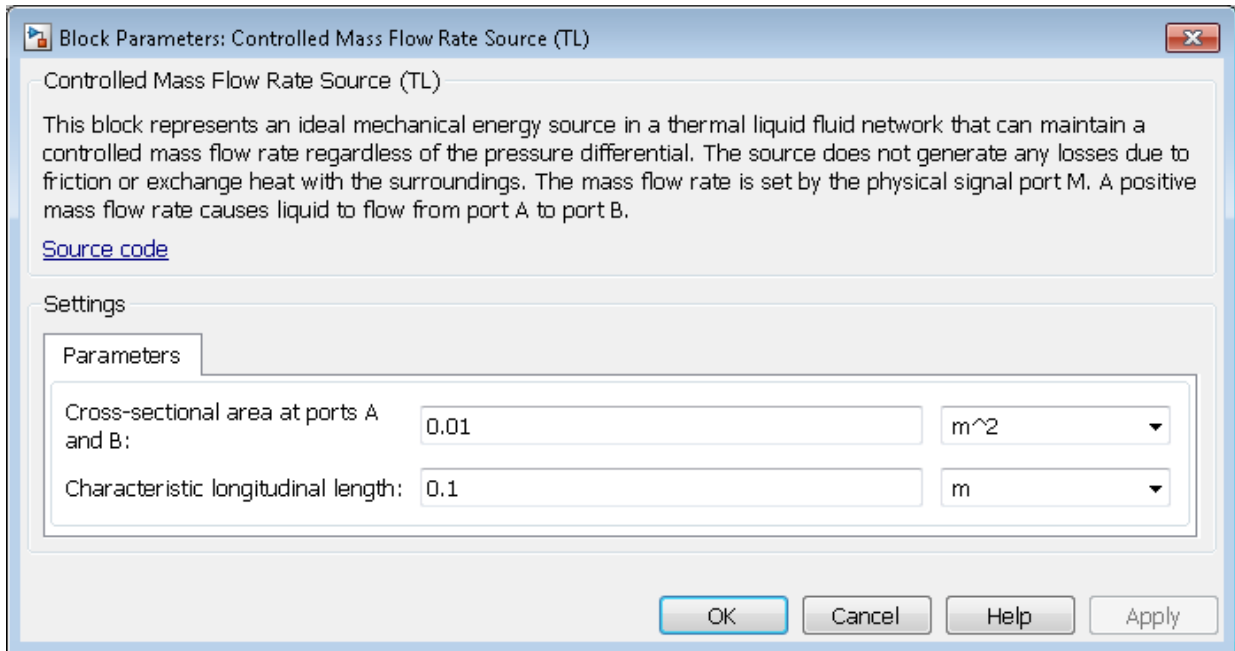 Block Parameters: Controlled Mass Flow Rate Source (TL)
Controlled Mass Flow Rate Source (TL)
This block represents an ideal mechanical energy source in a thermal liquid fluid network that can maintain a
controlled mass flow rate regardless of the pressure differential. The source does not generate any losses due to
friction or exchange heat with the surroundings. The mass flow rate is set by the physical signal port M. A positive
mass flow rate causes liquid to flow from port A to port B.
Source code
Settings
Parameters
Cross-sectional area at ports A
and B:
0.01
m^2
Characteristic longitudinal length:
0.1
m
OK
Cancel
Help
Apply